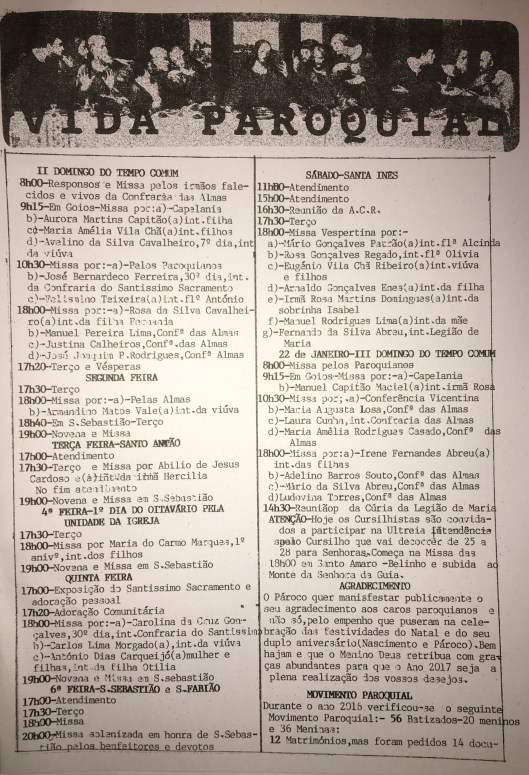 VIDA PAROQUIAL
II DOMINGO DO TEMPO COMUM
8h00-Responsos e Missa pelos irmãos fale-
cidos e vivos da Confraria das Almas
9h15-Em Goios-Missa por:a)-Capelania
b)-Aurora Martins Capitão(a)int.filha
c)-Maria Amélia Vila Chã(a)int.filhos
d)-Avelino da Silva Cavalheiro,7º dia,int
da viúva
10h30-Missa por:-a)-Pelos Paroquianos
b)-José Bernardeco Ferreira,30º dia,int.
da Confraria do Santissimo Sacramento
c)-Felissimo Teixeira(a)int.flº António
18h00-Missa por:-a)-Rosa da Silva Cavalhei-
ro(a)int.da filha
b)-Manuel Pereira Lima,Confª das Almas
c)-Justina Calheiros,Confª.das Almas
d)-José Joaquim P.Rodrigues,Confª Almas
17h20-Terço e Vésperas
SEGUNDA FEIRA
17h30-Terço
18h00-Missa por:-a)-Pelas Almas
b)-Armandino Matos Vale(a)int.da viúva
18h40-Em S.Sebastião-Terço
19h00-Novena e Missa
TERÇA FEIRA-SANTO AMÃO
17h00-Atendimento
17h30-Terço e Missa por Abilio de Jesus
Cardoso e(a)int.da irmã Hercilia
No fim atendimento
19h00-Novena e Missa em S.Sebastião
4ª FEIRA-1º DIA DO OITAVÁRIO PELA
UNIDADE DA IGREJA
17h30-Terço
18h00-Missa por Maria do Carmo Marques,1º
anivº,int.dos filhos
19h00-Novena e Missa em S.Sebastião
QUINTA FEIRA
17h00-Exposição do Santissimo Sacramento e
adoração pessoal
17h20-Adoração Comunitária
18h00-Missa por:-a)-Carolina da Cruz Gon-
çalves,30º dia,int.Confraria do Santissimo
b)-Carlos Lima Morgado(a),int.da viúva
c)-António Dias Carqueijó(a)mulher e
filhas,int.da filha Otilia
19h00-Novena e Missa em S.sebastião
6ª FEIRA-S.SEBASTIÃO e S.FABIÃO
17h00-Atendimento
17h30-Terço
18h00-Missa
20h00-Missa solenizada em honra de S.Sebas-
tião pelos benfeitores e devotos
SÁBADO-SANTA INÊS
11h00-Atendimento
15h00-Atendimento
16h30-Reunião da A.C.R.
17h30-Terço
18h00-Missa Vespertina por:-
a)-Mário Gonçalves Patrão(a)int.flª Alcinda
b)-Rosa Gonçalves Regado,int.flª Olivia
c)-Eugénio Vila Chã Ribeiro(a)int.viúva
e filhos
d)-Arnaldo Gonçalves Enes(a)int.da filha
e)-Irmã Rosa Martins Domingues(a)int.da
sobrinha Isabel
f)-Manuel Rodrigues Lima(a)int.da mãe
g)-Fernando da Silva Abreu,int.Legião de
Maria
22 de JANEIRO-III DOMINGO DO TEMPO COMUM
8h00-Missa pelos Paroquianos
9h15-Em Goios-Missa por:-a)-Capelania
b)-Manuel Capitão Maciel(a)int.irmã Rosa
10h30-Missa por;-a)-Conferência Vicentina
b)-Maria Augusta Losa,Confª das Almas
c)-Laura Cunha,int.Confraria das Almas
d)-Maria Amélia Rodrigues Casado,Confª das
Almas
18h00-Missa por:-a)-Irene Fernandes Abreu(a)
int.das filhas
b)-Adelino Barros Souto,Confª das Almas
c)-Mário da Silva Abreu,Confª das Almas
d)Ludovina Torres,Confª das Almas
14h30-Reuniãop da Cúria da Legião de Maria
ATENÇÃO-Hoje os Cursilhistas são convida-
dos a participar na Ultreia
Cursilho que vai decorrer de 25 a
28 para Senhoras.Começa na Missa das
18h00 em Santo Amaro -Belinho e subida ao
Monte da Senhora da Guia.
AGRADECIMENTO
O Pároco quer manisfestar publicamente o
seu agradecimento aos caros paroquianos e
não só,pelo empenho que puseram na cele-
bração das festividades do Natal e do seu
duplo aniversário(Nascimento e Pároco).Bem
hajam e que o Menino Deus retribua com gra-
ças abundantes para que o Ano 2017 seja a
plena realização dos vossos desejos.
MOVIMENTO PAROQUIAL
Durante o ano 2016 verificou-se o seguinte
Movimento Paroquial:- 56 Batizados-20 meninos
e 36 Meninas:
12 Matrimónios,mas foram pedidos 14 docu-